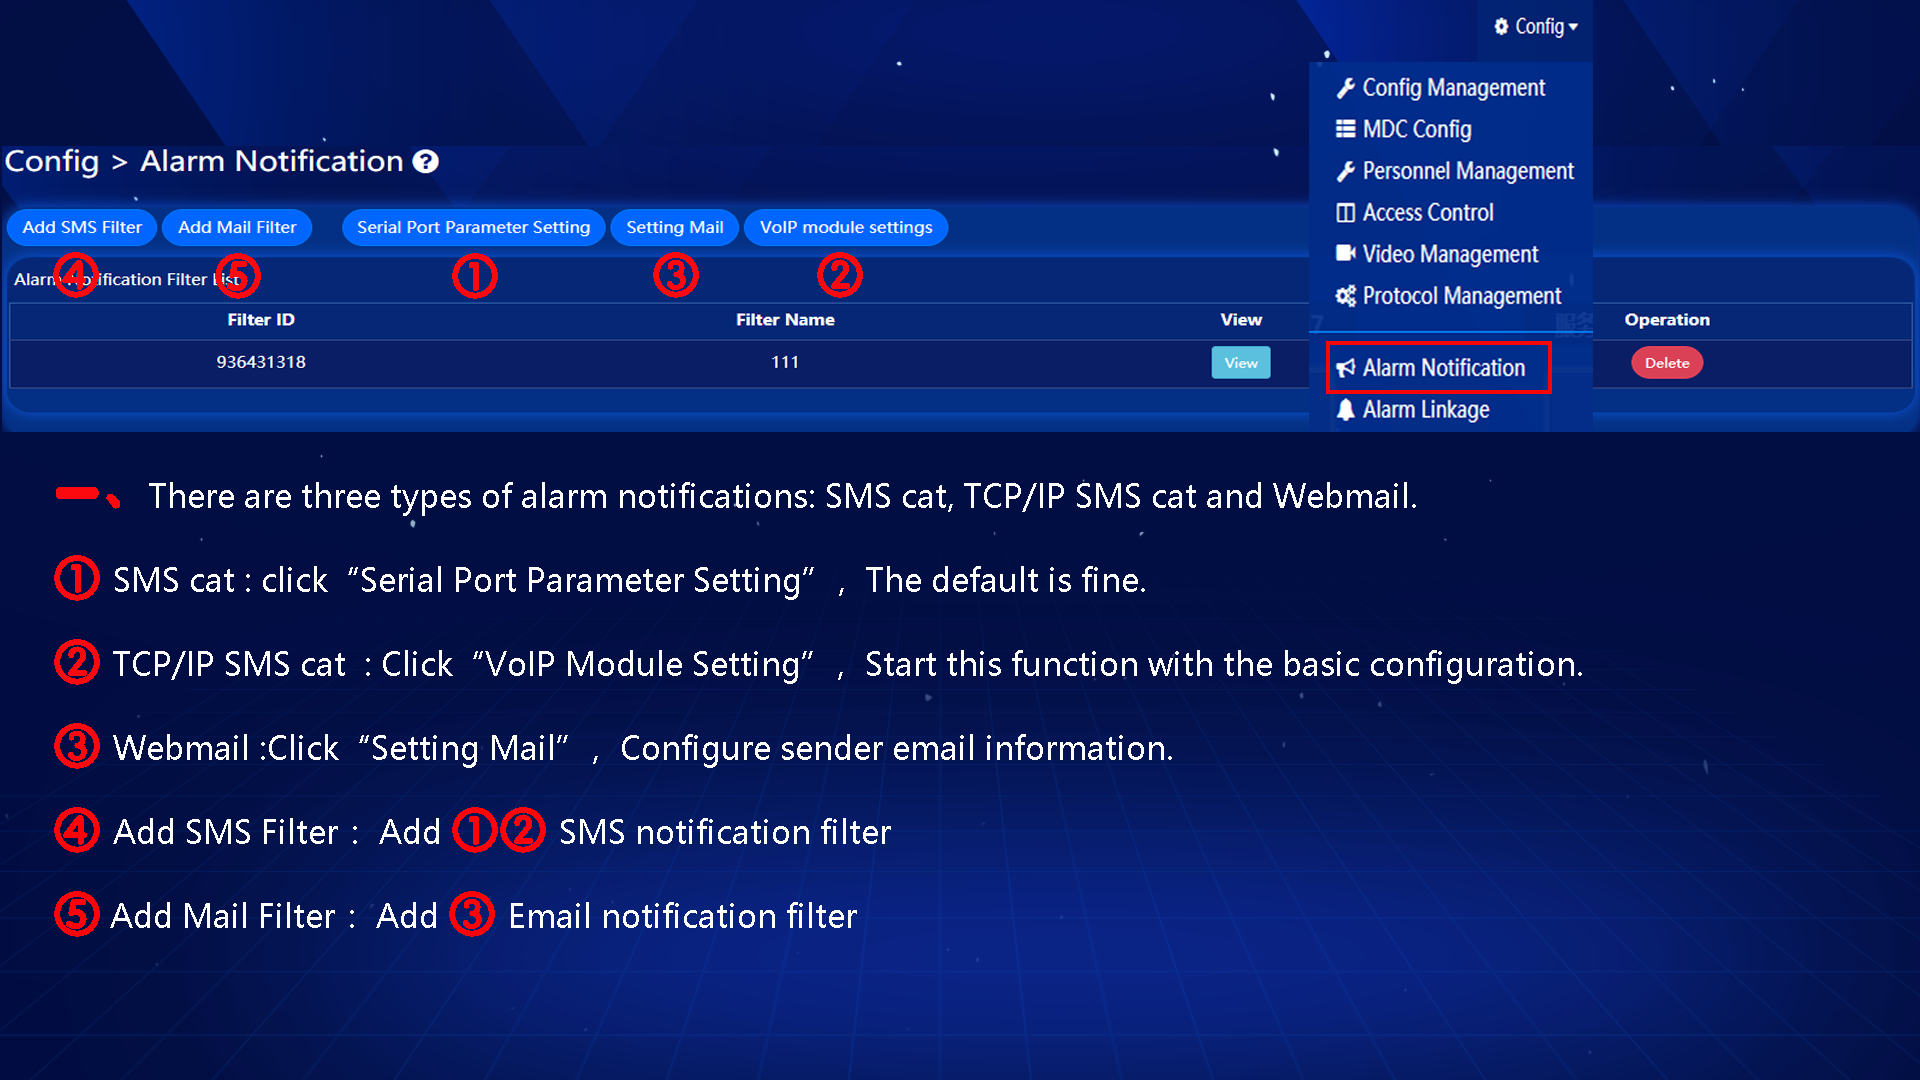 Config
Config Management
MDC Config
Personnel Management
Access Control
Video Management
Protocol Management
Alarm Notification
Alarm Linkage
Config > Alarm Notification
Add SMS Filter Add Mail Filter Serial Port Parameter Setting Setting Mail VoIP module settings
④ ⑤ ① ③ ②
Alarm Notification Filter List
Filter ID Filter Name View Operation
936431318 111 View Delete
一、 There are three types of alarm notifications: SMS cat, TCP/IP SMS cat and Webmail.
① SMS cat : click “Serial Port Parameter Setting” , The default is fine.
② TCP/IP SMS cat : Click “VoIP Module Setting” , Start this function with the basic configuration.
③ Webmail :Click “Setting Mail” , Configure sender email information.
④ Add SMS Filter : Add ①② SMS notification filter
⑤ Add Mail Filter : Add ③ Email notification filter